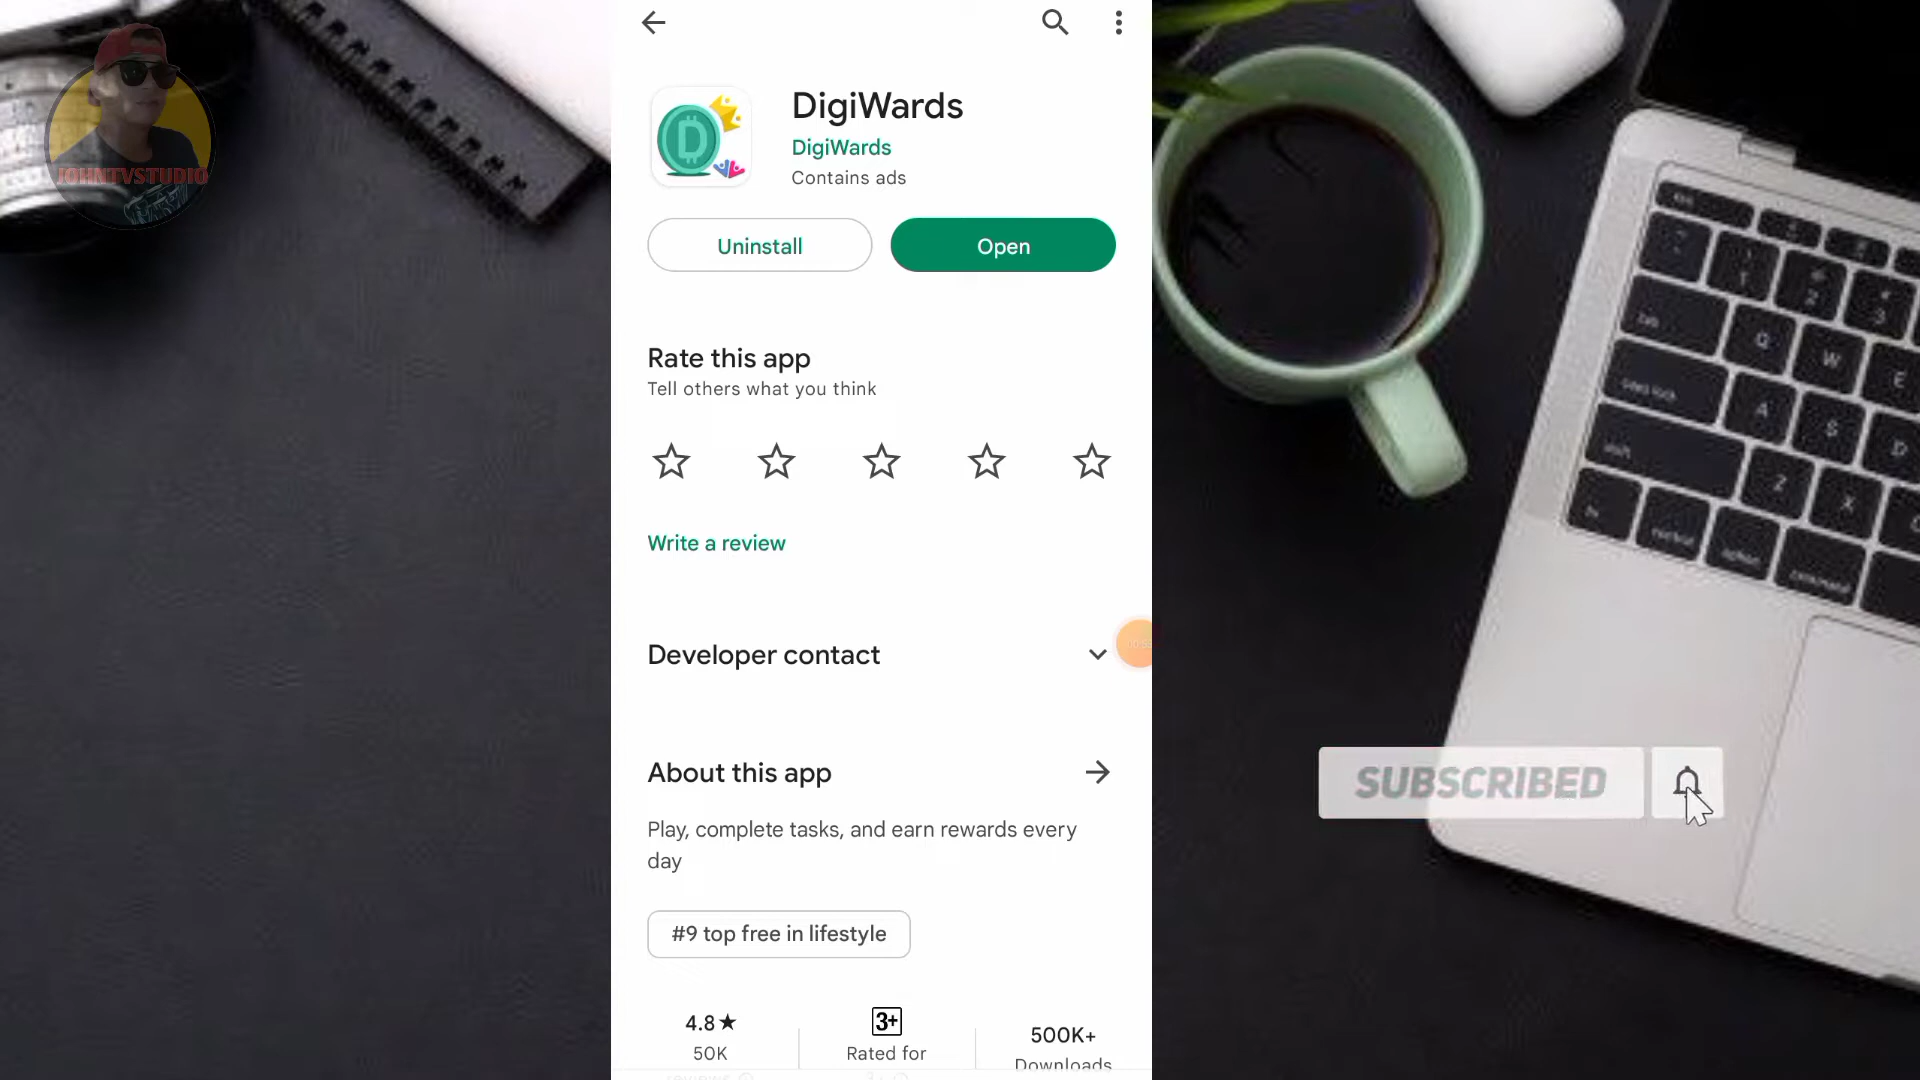 JOHNTVSTUDIO
DigiWards
DigiWards
Contains ads
Uninstall
Open
Rate this app
Tell others what you think
Write a review
Developer contact
About this app
Play, complete tasks, and earn rewards every
day
#9 top free in lifestyle
4.8★
50K
3+
Rated for
500K+
Downloads
SUBSCRIBED
Q
W
E
A
S
D
Z
X